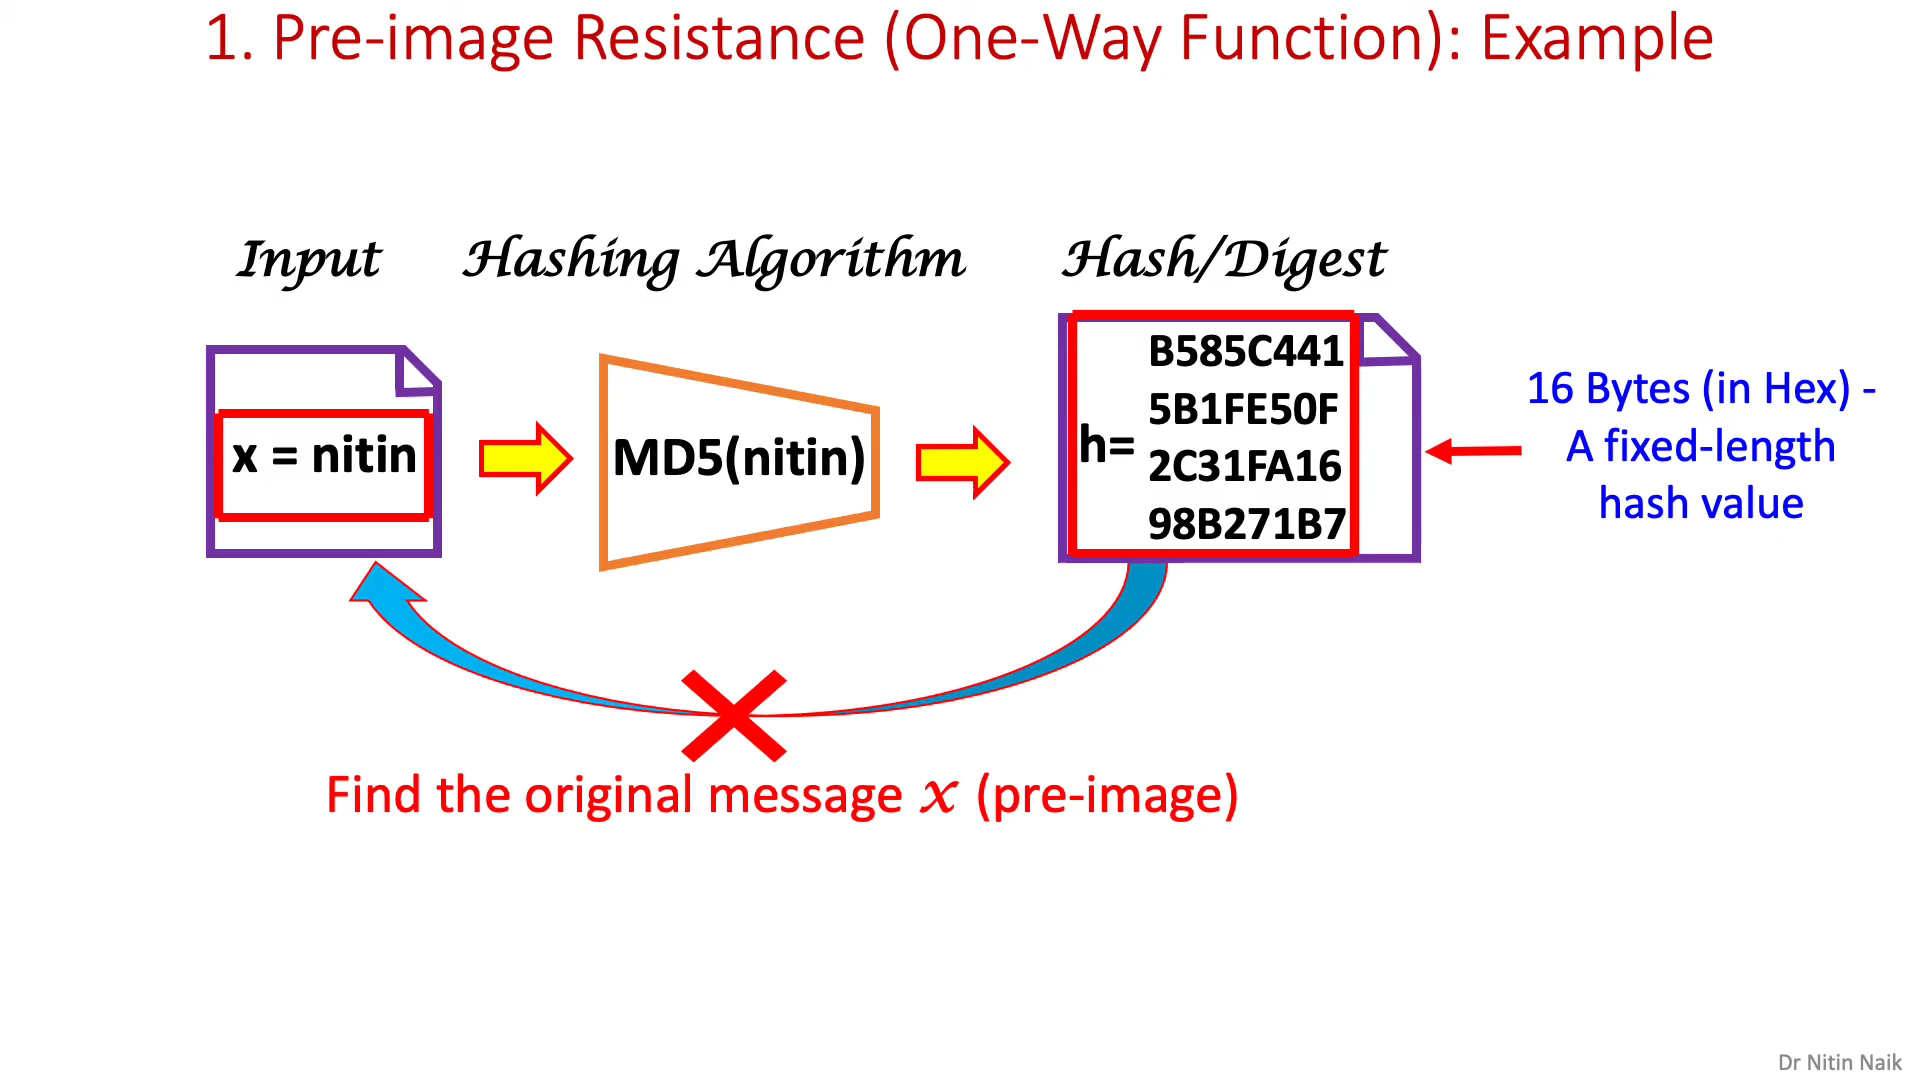 1. Pre-image Resistance (One-Way Function): Example
Input
Hashing Algorithm
Hash/Digest
x = nitin
MD5(nitin)
h=
B585C441
5B1FE50F
2C31FA16
98B271B7
16 Bytes (in Hex) -
A fixed-length
hash value
Find the original message x (pre-image)
Dr Nitin Naik